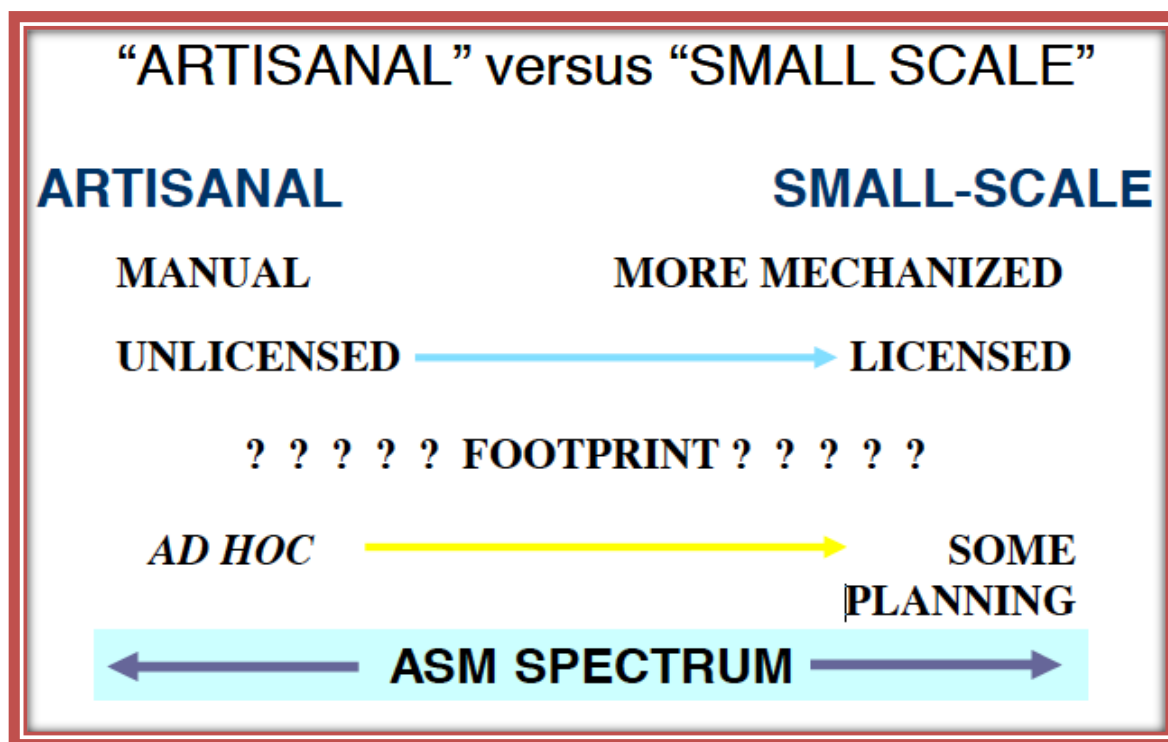 “ARTISANAL” versus “SMALL SCALE”
ARTISANAL SMALL-SCALE
MANUAL MORE MECHANIZED
UNLICENSED LICENSED
? ? ? ? ? FOOTPRINT ? ? ? ? ?
AD HOC SOME
PLANNING
ASM SPECTRUM